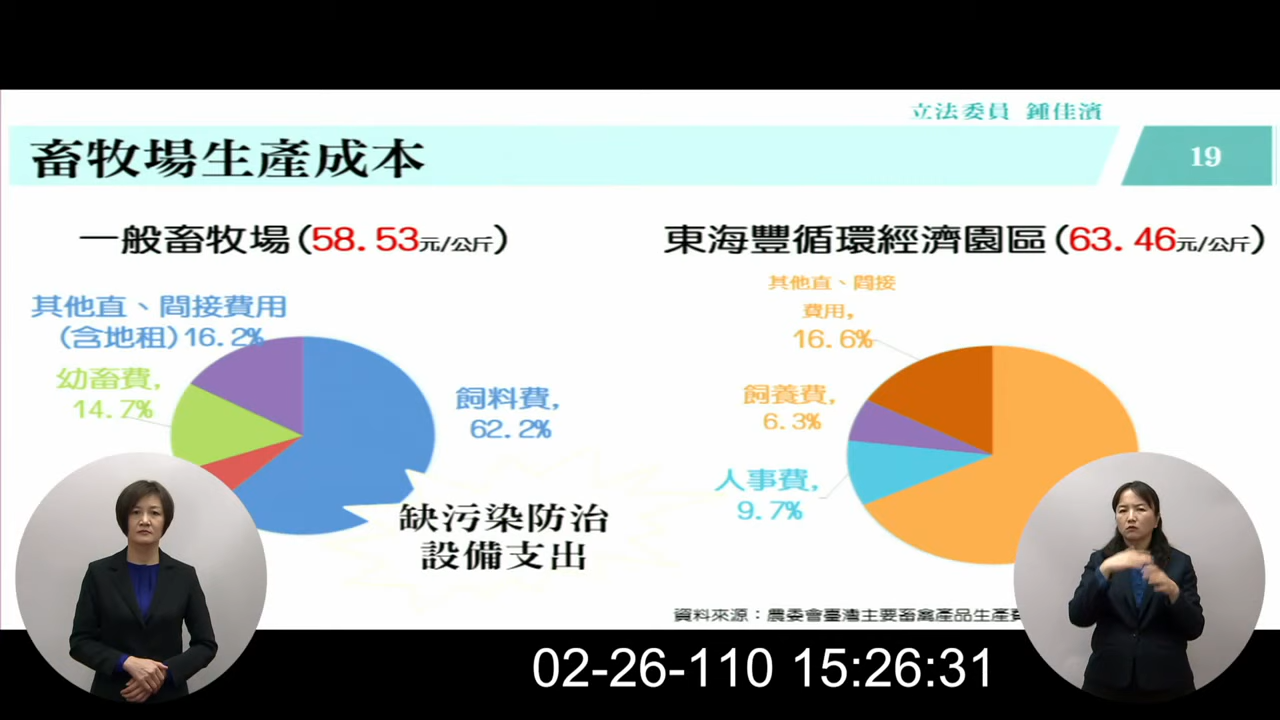 立法委員 鍾佳濱
畜牧場生產成本
19
一般畜牧場(58.53元/公斤)
東海豐循環經濟園區(63.46元/公斤)
其他直、間接費用
(含地租)16.2%
幼畜費,
14.7%
飼料費,
62.2%
缺污染防治
設備支出
其他直、間接
費用,
16.6%
飼養費,
6.3%
人事費,
9.7%
資料來源：農委會臺灣主要畜禽產品生產
02-26-110 15:26:31